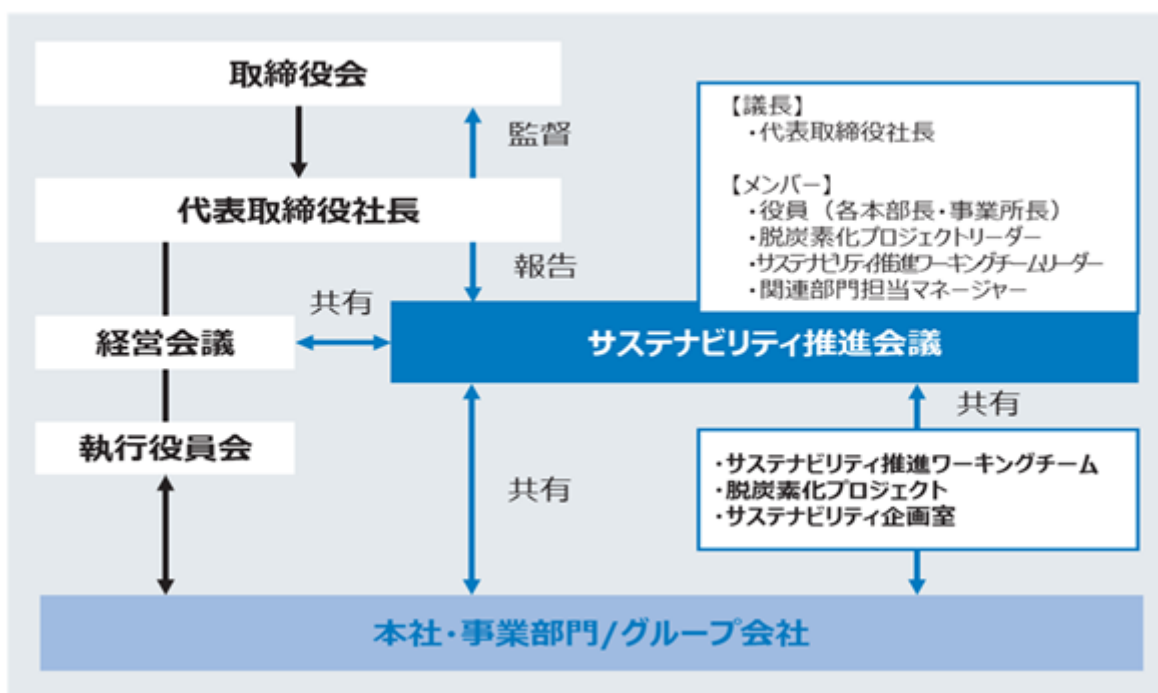 取締役会
監督
【議長】
・代表取締役社長
【メンバー】
・役員（各本部長・事業所長）
・脱炭素化プロジェクトリーダー
・サステナビリティ推進ワーキングチームリーダー
・関連部門担当マネージャー
代表取締役社長
報告
共有
経営会議
サステナビリティ推進会議
共有
執行役員会
・サステナビリティ推進ワーキングチーム
・脱炭素化プロジェクト
・サステナビリティ企画室
共有
本社・事業部門/グループ会社